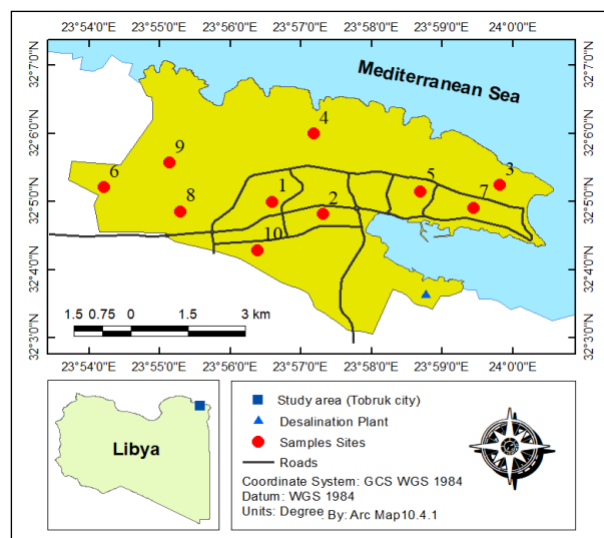 23°54'0"E 23°55'0"E 23°56'0"E 23°57'0"E 23°58'0"E 23°59'0"E 24°0'0"E
32°7'0"N 32°7'0"N
Mediterranean Sea
32°6'0"N 4 32°6'0"N
9
6 5 3
32°5'0"N 8 1 2 7 32°5'0"N
10
32°4'0"N 32°4'0"N
1.5 0.75 0 1.5 3 km
32°3'0"N 32°3'0"N
23°54'0"E 23°55'0"E 23°56'0"E 23°57'0"E 23°58'0"E 23°59'0"E 24°0'0"E
Libya
Study area (Tobruk city)
Desalination Plant
Samples Sites
Roads
Coordinate System: GCS WGS 1984
Datum: WGS 1984
Units: Degree. By: Arc Map10.4.1